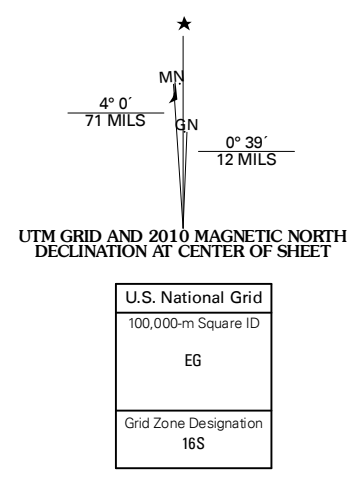 ★
MN
4° 0´
71 MILS
GN
0° 39´
12 MILS
UTM GRID AND 2010 MAGNETIC NORTH
DECLINATION AT CENTER OF SHEET
U.S. National Grid
100,000-m Square ID
EG
Grid Zone Designation
16S